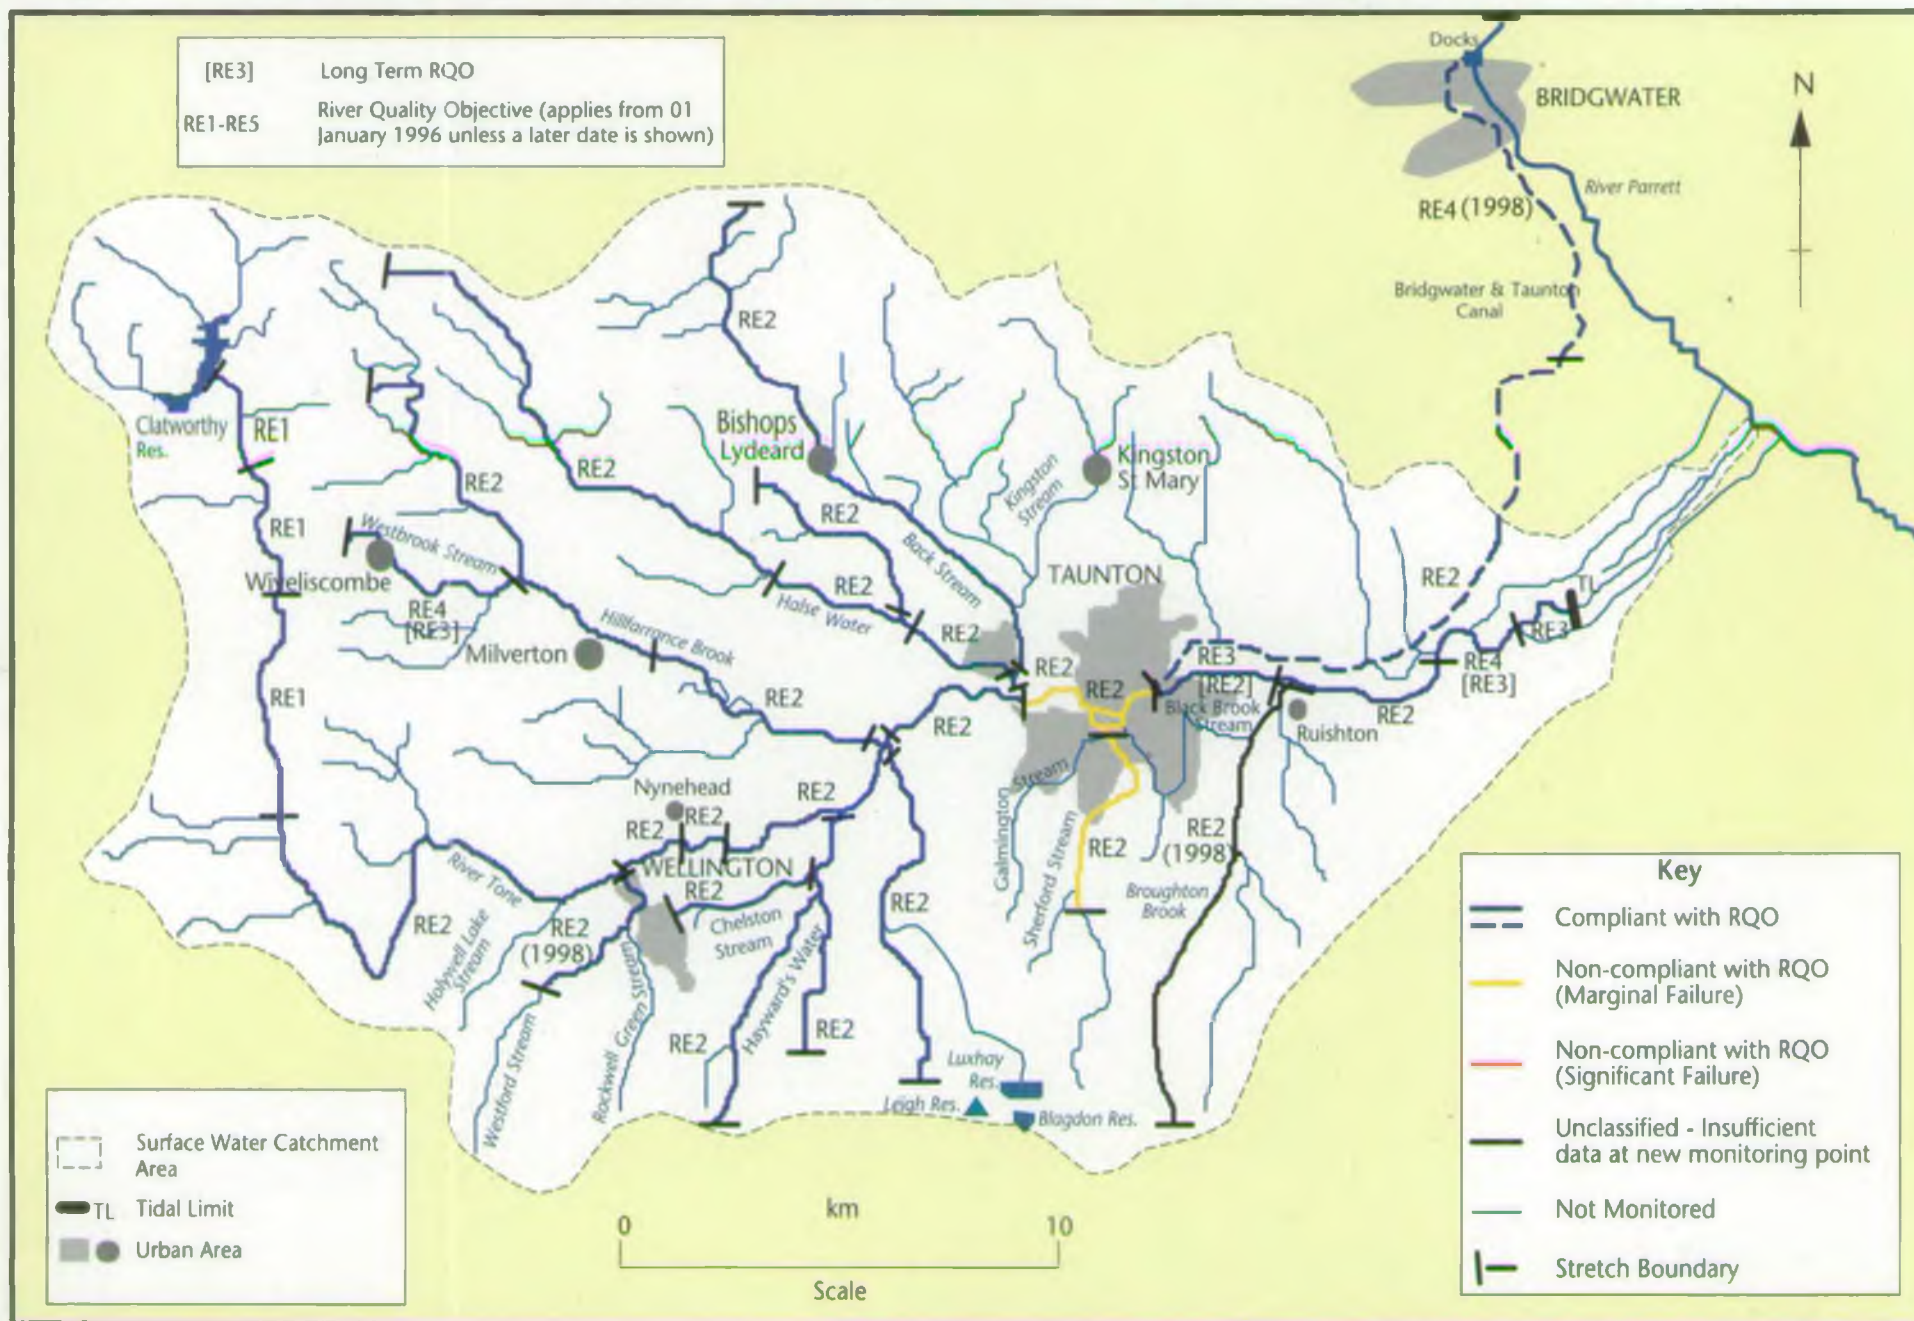 [RE3] Long Term RQO
RE1-RE5 River Quality Objective (applies from 01
January 1996 unless a later date is shown)
Docks
BRIDGWATER
N
River Parrett
RE4 (1998)
Bridgwater & Taunton
Canal
RE2
Clatworthy
Res.
RE1
Bishops
Lydeard
RE2
RE2
Kingston
St Mary
Kingston
Stream
RE1
RE2
Westbrook Stream
Back Stream
Wiveliscombe
TAUNTON
RE2
TL
RE4
[RE3]
RE2
Halse Water
Hillfarrance Brook
Milverton
RE2
RE3
RE3
RE4
[RE3]
RE2
RE2
[RE2]
RE1
RE2
RE2
Black Brook
Stream
RE2
Ruishton
Stream
Galmington
Nynehead
RE2
RE2
RE2
RE2
(1998)
RE2
WELLINGTON
River Tone
RE2
RE2
Sherford Stream
Broughton
Brook
RE2
Holywell Lake
Stream
RE2
(1998)
Chelston
Stream
Hayward's Water
Rockwell Green Stream
Westford Stream
RE2
RE2
Luxhay
Res.
Leigh Res.
Blagdon Res.
Key
Compliant with RQO
Non-compliant with RQO
(Marginal Failure)
Non-compliant with RQO
(Significant Failure)
Unclassified - Insufficient
data at new monitoring point
Not Monitored
Stretch Boundary
Surface Water Catchment
Area
TL Tidal Limit
Urban Area
km
0 10
Scale